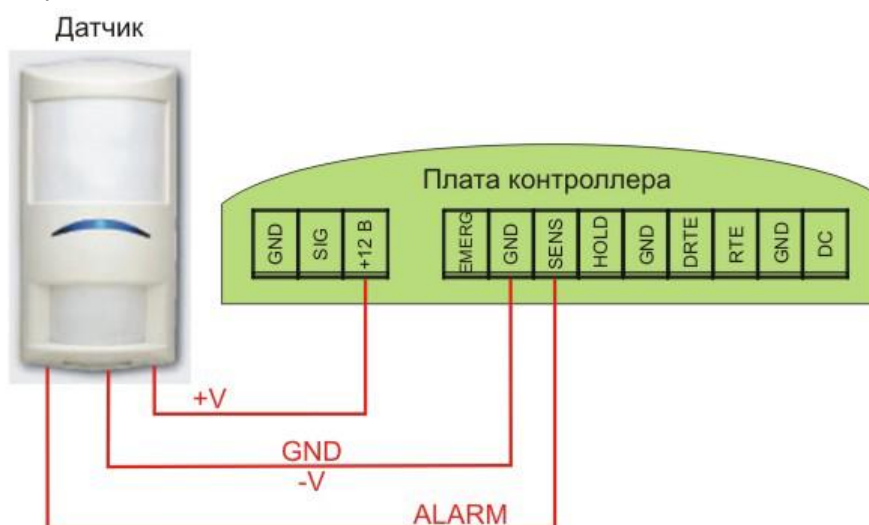 Датчик
Плата контроллера
GND
SIG
+12 В
EMERG
GND
SENS
HOLD
GND
DRTE
RTE
GND
DC
+V
GND
-V
ALARM